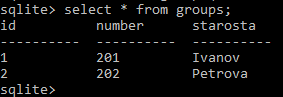 sqlite> select * from groups;
id          number      starosta
----------  ----------  ----------
1           201         Ivanov
2           202         Petrova
sqlite>